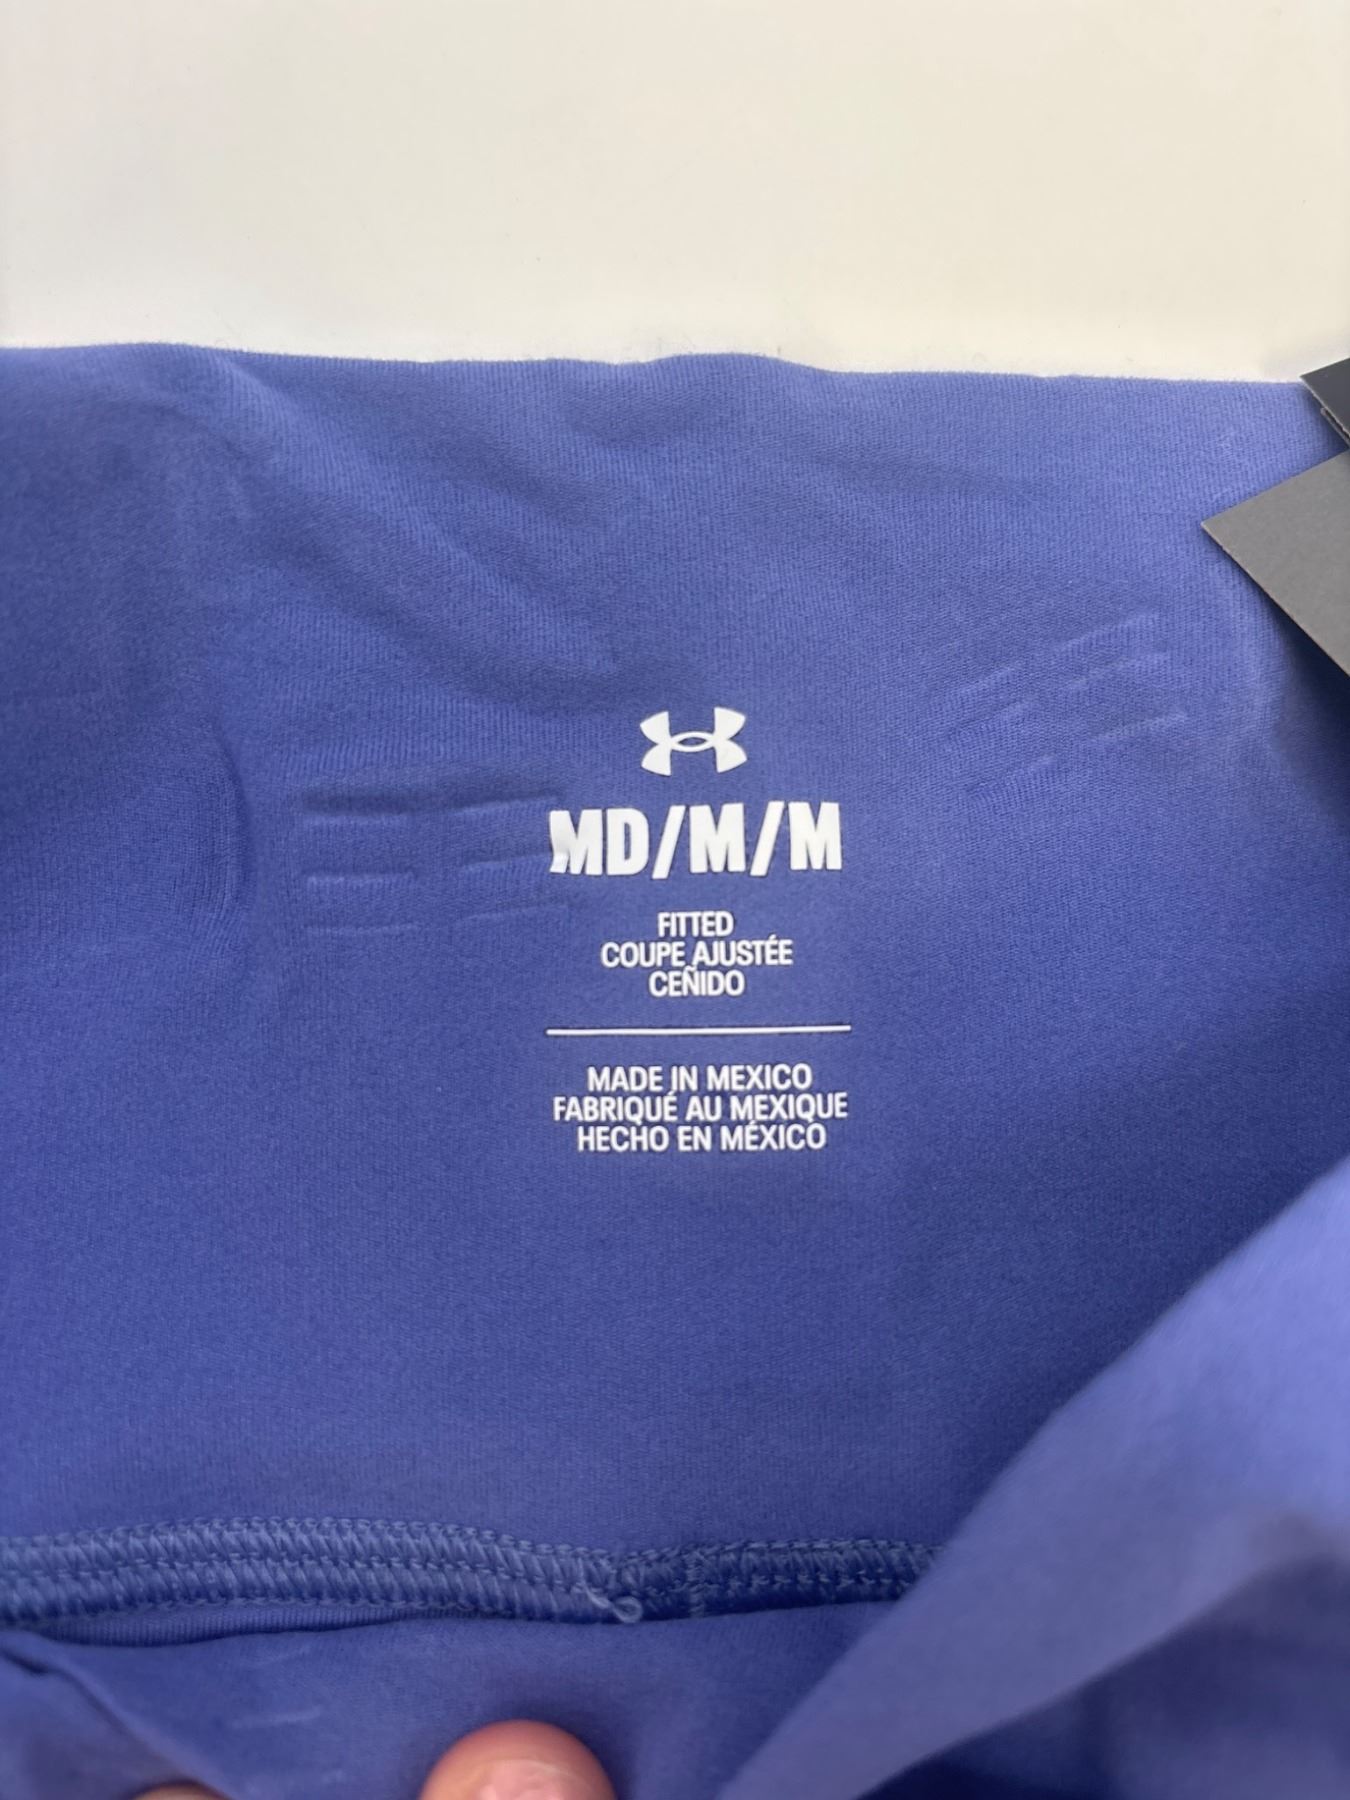 MD/M/M
FITTED
COUPE AJUSTÉE
CEÑIDO
MADE IN MEXICO
FABRIQUÉ AU MEXIQUE
HECHO EN MÉXICO